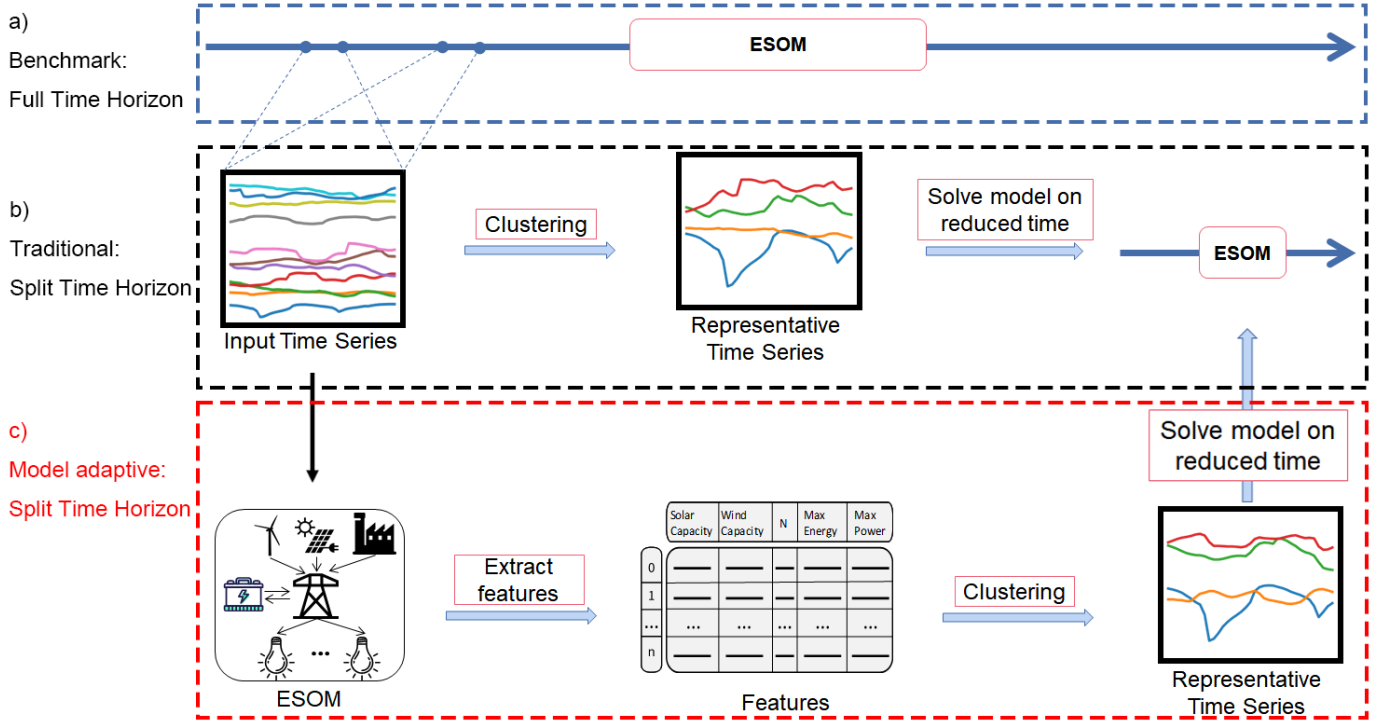 a)
Benchmark:
Full Time Horizon
ESOM
b)
Traditional:
Split Time Horizon
Input Time Series
Clustering
Representative
Time Series
Solve model on
reduced time
ESOM
c)
Model adaptive:
Split Time Horizon
ESOM
Extract
features
Solar
Capacity
Wind
Capacity
N
Max
Energy
Max
Power
0
1
...
... ... ... ... ...
n
Features
Clustering
Solve model on
reduced time
Representative
Time Series